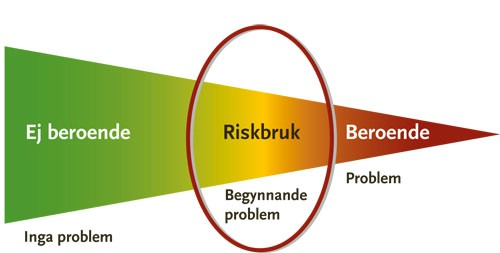 Ej beroende
Riskbruk
Beroende
Inga problem
Begynnande
problem
Problem